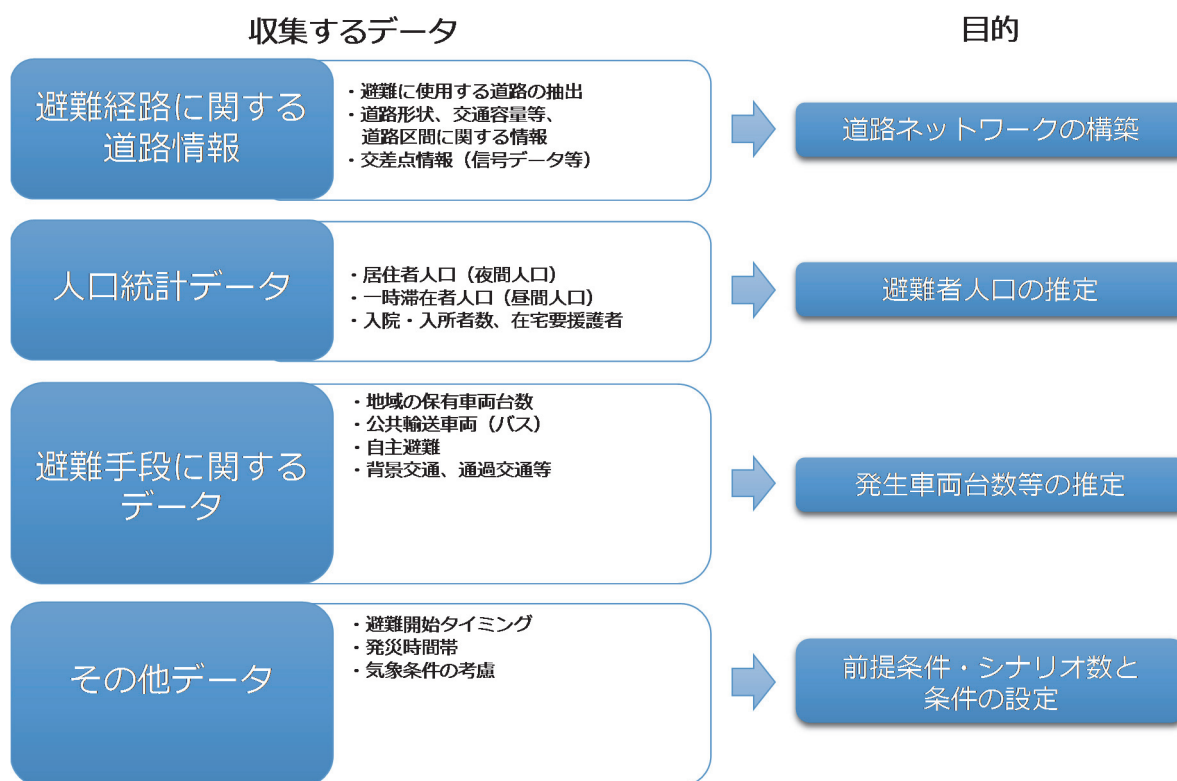 収集するデータ
目的
避難経路に関する
道路情報
・避難に使用する道路の抽出
・道路形状、交通容量等、
道路区間に関する情報
・交差点情報（信号データ等）
道路ネットワークの構築
人口統計データ
・居住者人口（夜間人口）
・一時滞在者人口（昼間人口）
・入院・入所者数、在宅要援護者
避難者人口の推定
避難手段に関する
データ
・地域の保有車両台数
・公共輸送車両（バス）
・自主避難
・背景交通、通過交通等
発生車両台数等の推定
その他データ
・避難開始タイミング
・発災時間帯
・気象条件の考慮
前提条件・シナリオ数と
条件の設定